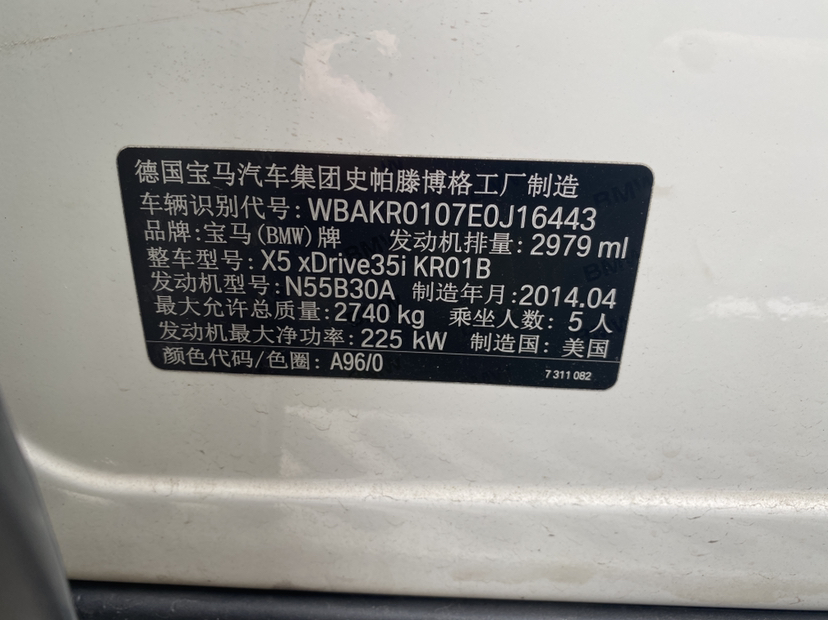 德国宝马汽车集团史帕滕博格工厂制造
车辆识别代号: WBAKR0107E0J16443
品牌:宝马(BMW)牌 发动机排量: 2979 ml
整车型号: X5 xDrive35i KR01B
发动机型号: N55B30A 制造年月:2014.04
最大允许总质量: 2740 kg 乘坐人数: 5 人
发动机最大净功率: 225 kW 制造国: 美国
颜色代码/色圈: A96/0
7 311 082